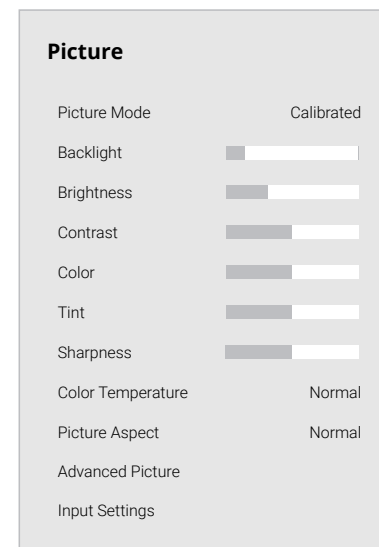 Picture
Picture Mode Calibrated
Backlight
Brightness
Contrast
Color
Tint
Sharpness
Color Temperature Normal
Picture Aspect Normal
Advanced Picture
Input Settings